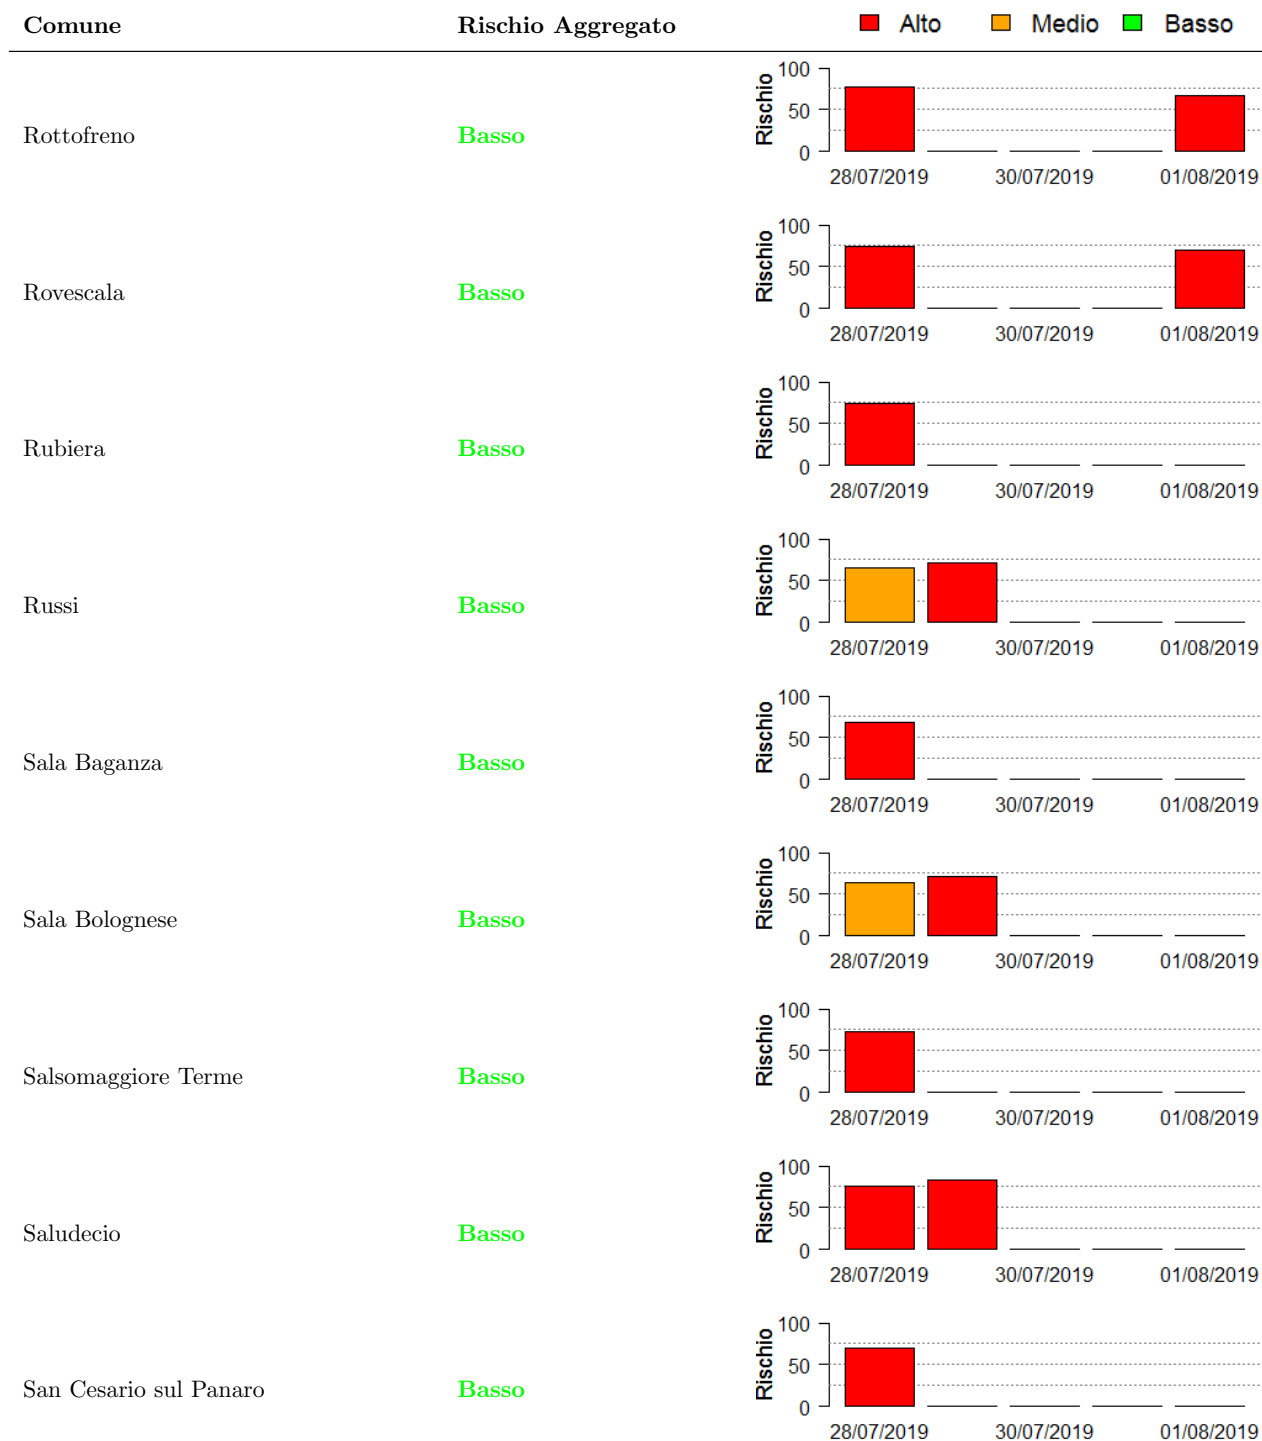 Comune Rischio Aggregato Alto Medio Basso
Rottofreno Basso
Rischio
100
50
0
28/07/2019 30/07/2019 01/08/2019
Rovescala Basso
Rischio
100
50
0
28/07/2019 30/07/2019 01/08/2019
Rubiera Basso
Rischio
100
50
0
28/07/2019 30/07/2019 01/08/2019
Russi Basso
Rischio
100
50
0
28/07/2019 30/07/2019 01/08/2019
Sala Baganza Basso
Rischio
100
50
0
28/07/2019 30/07/2019 01/08/2019
Sala Bolognese Basso
Rischio
100
50
0
28/07/2019 30/07/2019 01/08/2019
Salsomaggiore Terme Basso
Rischio
100
50
0
28/07/2019 30/07/2019 01/08/2019
Saludecio Basso
Rischio
100
50
0
28/07/2019 30/07/2019 01/08/2019
San Cesario sul Panaro Basso
Rischio
100
50
0
28/07/2019 30/07/2019 01/08/2019